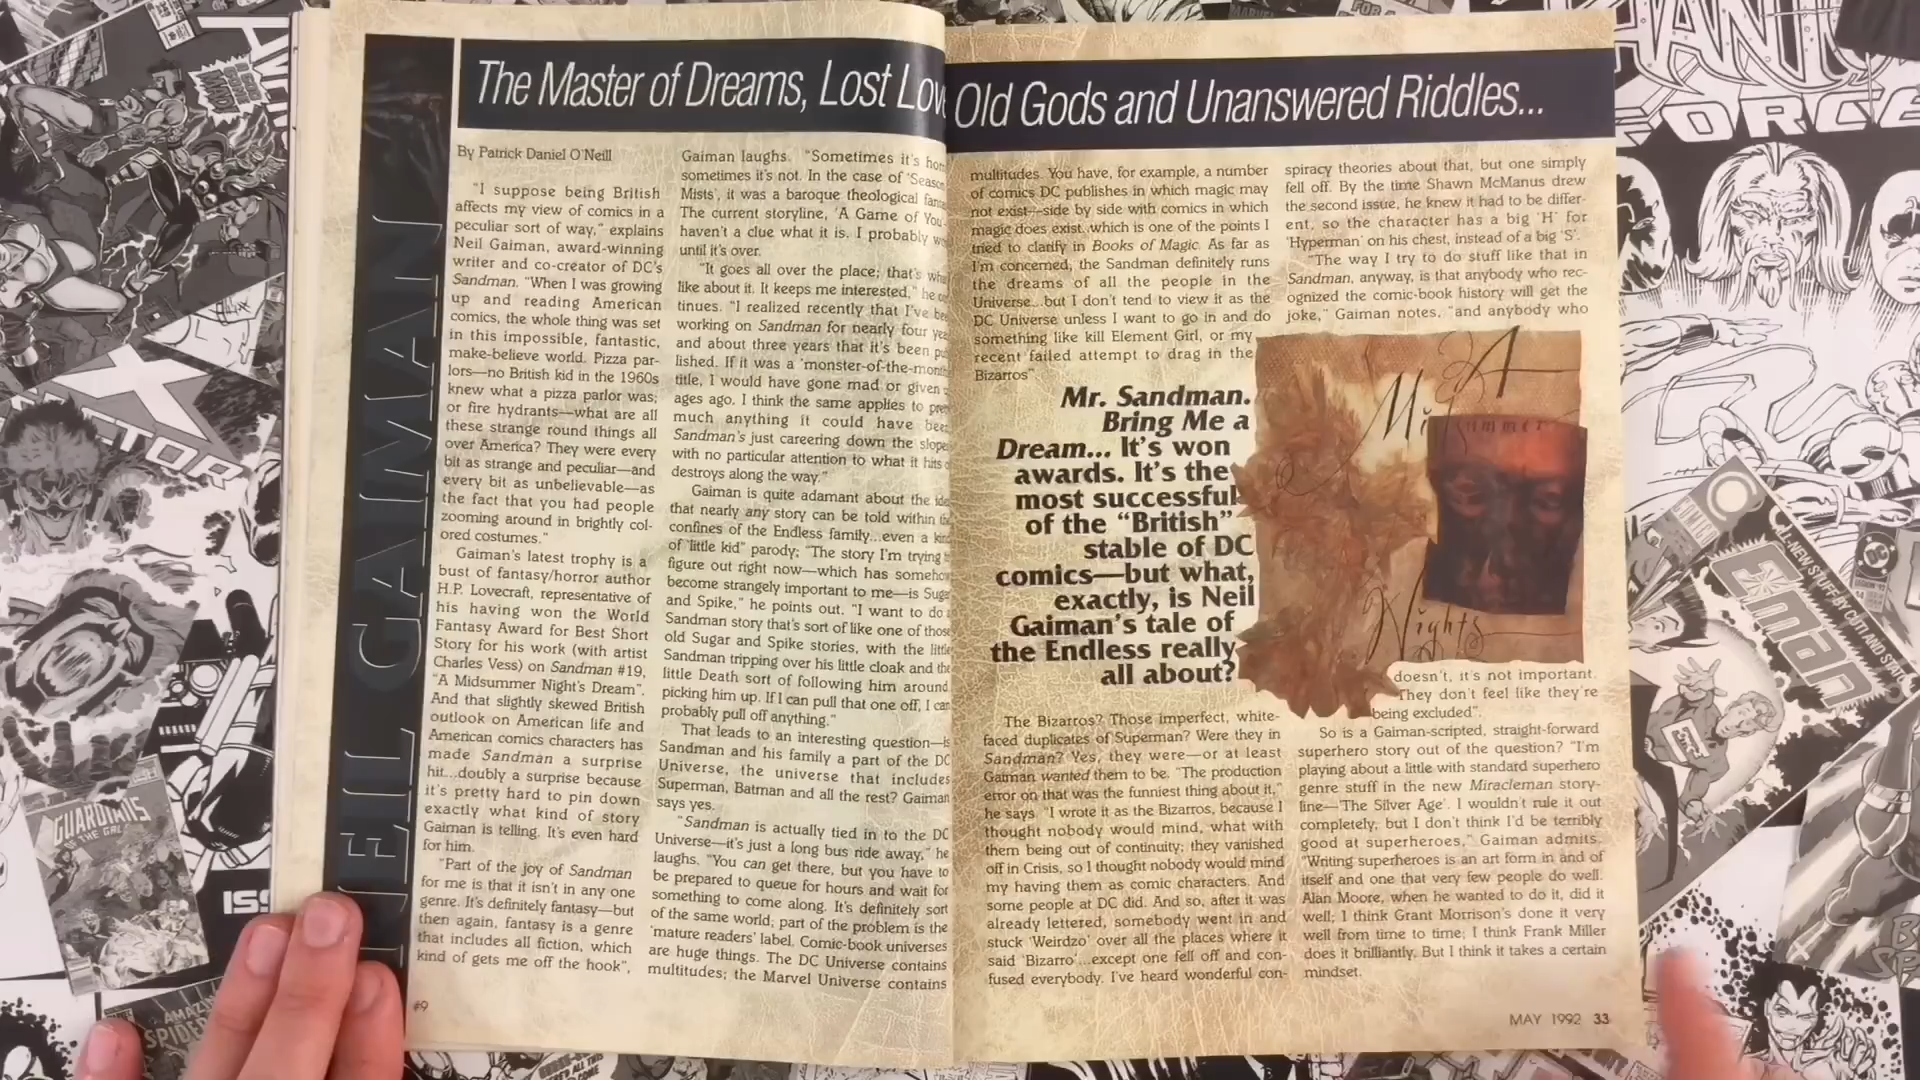 The Master of Dreams, Lost Lov
Old Gods and Unanswered Riddles...
NEIL GAIMAN
By Patrick Daniel O'Neill
"I suppose being British
affects my view of comics in a
peculiar sort of way," explains
Neil Gaiman, award-winning
writer and co-creator of DC's
Sandman. "When I was growing
up and reading American
comics, the whole thing was set
in this impossible, fantastic,
make-believe world. Pizza par-
lors—no British kid in the 1960s
knew what a pizza parlor was;
or fire hydrants—what are all
these strange round things all
over America? They were every
bit as strange and peculiar—and
every bit as unbelievable—as
the fact that you had people
zooming around in brightly col-
ored costumes."
Gaiman's latest trophy is a
bust of fantasy/horror author
H.P. Lovecraft, representative of
his having won the World
Fantasy Award for Best Short
Story for his work (with artist
Charles Vess) on Sandman #19,
"A Midsummer Night's Dream".
And that slightly skewed British
outlook on American life and
American comics characters has
made Sandman a surprise
hit...doubly a surprise because
it's pretty hard to pin down
exactly what kind of story
Gaiman is telling. It's even hard
for him.
"Part of the joy of Sandman
for me is that it isn't in any one
genre. It's definitely fantasy—but
then again, fantasy is a genre
that includes all fiction, which
kind of gets me off the hook",
#9
Gaiman laughs. "Sometimes it's
sometimes it's not. In the case of 'Season
Mists', it was a baroque theological
The current storyline, 'A Game of You'
haven't a clue what it is. I probably
until it's over.
"It goes all over the place; that's
like about it. It keeps me interested," he
tinues. "I realized recently that I've
working on Sandman for nearly four
and about three years that it's been
lished. If it was a 'monster-of-the-month
title, I would have gone mad or given
ages ago. I think the same applies to
much anything it could have
Sandman's just careering down the slope
with no particular attention to what it hits
destroys along the way."
Gaiman is quite adamant about the
that nearly any story can be told within
confines of the Endless family...even a
of "little kid" parody; "The story I'm trying
figure out right now—which has somehow
become strangely important to me—is
and Spike," he points out. "I want to do
Sandman story that's sort of like one of those
old Sugar and Spike stories, with the little
Sandman tripping over his little cloak and the
little Death sort of following him around
picking him up. If I can pull that one off, I can
probably pull off anything."
That leads to an interesting question—is
Sandman and his family a part of the DC
Universe, the universe that includes
Superman, Batman and all the rest? Gaiman
says yes.
"Sandman is actually tied in to the DC
Universe—it's just a long bus ride away," he
laughs. "You can get there, but you have to
be prepared to queue for hours and wait for
something to come along. It's definitely sort
of the same world; part of the problem is the
'mature readers' label. Comic-book universes
are huge things. The DC Universe contains
multitudes; the Marvel Universe contains
multitudes. You have, for example, a number
of comics DC publishes in which magic may
not exist—side by side with comics in which
magic does exist..which is one of the points I
tried to clarify in Books of Magic. As far as
I'm concerned, the Sandman definitely runs
the dreams of all the people in the
Universe...but I don't tend to view it as the
DC Universe unless I want to go in and do
something like kill Element Girl, or my
recent failed attempt to drag in the
Bizarros".
Mr. Sandman.
Bring Me a
Dream... It's won
awards. It's the
most successful
of the "British"
stable of DC
comics—but what,
exactly, is Neil
Gaiman's tale of
the Endless really
all about?
The Bizarros? Those imperfect, white-
faced duplicates of Superman? Were they in
Sandman? Yes, they were—or at least
Gaiman wanted them to be. "The production
error on that was the funniest thing about it,"
he says. "I wrote it as the Bizarros, because I
thought nobody would mind, what with
them being out of continuity; they vanished
off in Crisis, so I thought nobody would mind
my having them as comic characters. And
some people at DC did. And so, after it was
already lettered, somebody went in and
stuck 'Weirdzo' over all the places where it
said 'Bizarro'...except one fell off and con-
fused everybody. I've heard wonderful con-
spiracy theories about that, but one simply
fell off. By the time Shawn McManus drew
the second issue, he knew it had to be differ-
ent, so the character has a big 'H' for
'Hyperman' on his chest, instead of a big 'S'.
"The way I try to do stuff like that in
Sandman, anyway, is that anybody who rec-
ognized the comic-book history will get the
joke," Gaiman notes, "and anybody who
A
Mi
summer
Nights
doesn't, it's not important.
They don't feel like they're
being excluded".
So is a Gaiman-scripted, straight-forward
superhero story out of the question? "I'm
playing about a little with standard superhero
genre stuff in the new Miracleman story-
line—'The Silver Age'. I wouldn't rule it out
completely, but I don't think I'd be terribly
good at superheroes," Gaiman admits.
"Writing superheroes is an art form in and of
itself and one that very few people do well.
Alan Moore, when he wanted to do it, did it
well; I think Grant Morrison's done it very
well from time to time; I think Frank Miller
does it brilliantly. But I think it takes a certain
mindset.
MAY 1992 33
X
GUARDIANS
OF THE GAL
ISS
AMAZI
SPIDER
FORCE
ALL-NEW STUFF BY CUTI AND STATON
E-man
DC